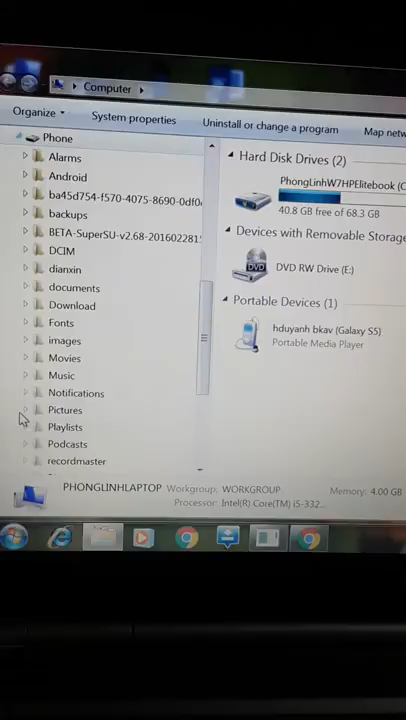 Computer
Organize
System properties
Uninstall or change a program
Map netw
Phone
Alarms
Android
ba45d754-f570-4075-8690-0df0
backups
BETA-SuperSU-v2.68-2016022815
DCIM
dianxin
documents
Download
Fonts
images
Movies
Music
Notifications
Pictures
Playlists
Podcasts
recordmaster
Hard Disk Drives (2)
PhongLinhW7HPElitebook (C
40.8 GB free of 68.3 GB
Devices with Removable Storage
DVD
DVD RW Drive (E:)
Portable Devices (1)
hduyanh bkav (Galaxy S5)
Portable Media Player
PHONGLINHLAPTOP Workgroup: WORKGROUP Memory: 4.00 GB
Processor: Intel(R) Core(TM) i5-332...